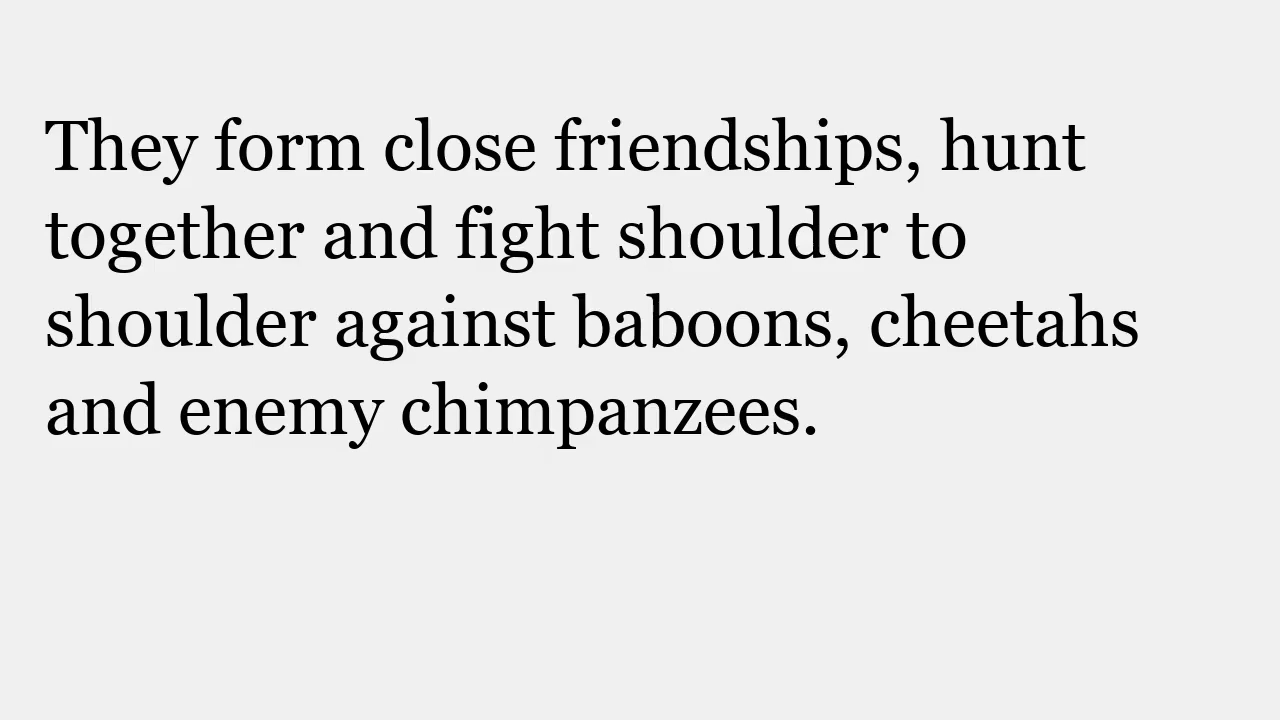 They form close friendships, hunt
together and fight shoulder to
shoulder against baboons, cheetahs
and enemy chimpanzees.